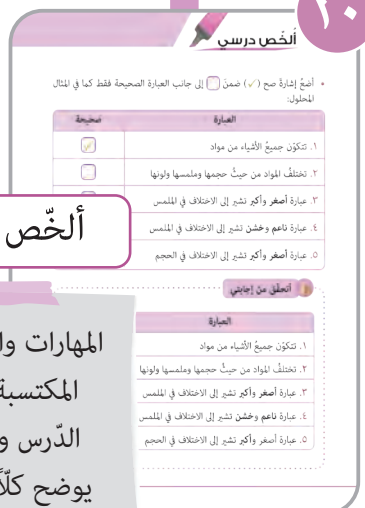 ٣٠
ألخّص درسي
• أضعُ إشارةَ صح (✓) ضمنَ إلى جانب العبارة الصحيحة فقط كما في المثال
المحلول:
العبارة صحيحة
١. تتكوّن جميعُ الأشياء من مواد ✓
٢. تختلفُ المواد من حيثُ حجمها وملمسها ولونها
٣. عبارة أصغر وأكبر تشير إلى الاختلاف في الملمس
٤. عبارة ناعم وخشن تشير إلى الاختلاف في الملمس
٥. عبارة أصغر وأكبر تشير إلى الاختلاف في الحجم
ألخّص
أتحقّق من إجابتي
العبارة
١. تتكوّن جميعُ الأشياء من مواد
٢. تختلفُ المواد من حيثُ حجمها وملمسها ولونها
٣. عبارة أصغر وأكبر تشير إلى الاختلاف في الملمس
٤. عبارة ناعم وخشن تشير إلى الاختلاف في الملمس
٥. عبارة أصغر وأكبر تشير إلى الاختلاف في الحجم
المهارات
المكتسبة
الدّرس
يوضح كلّاً